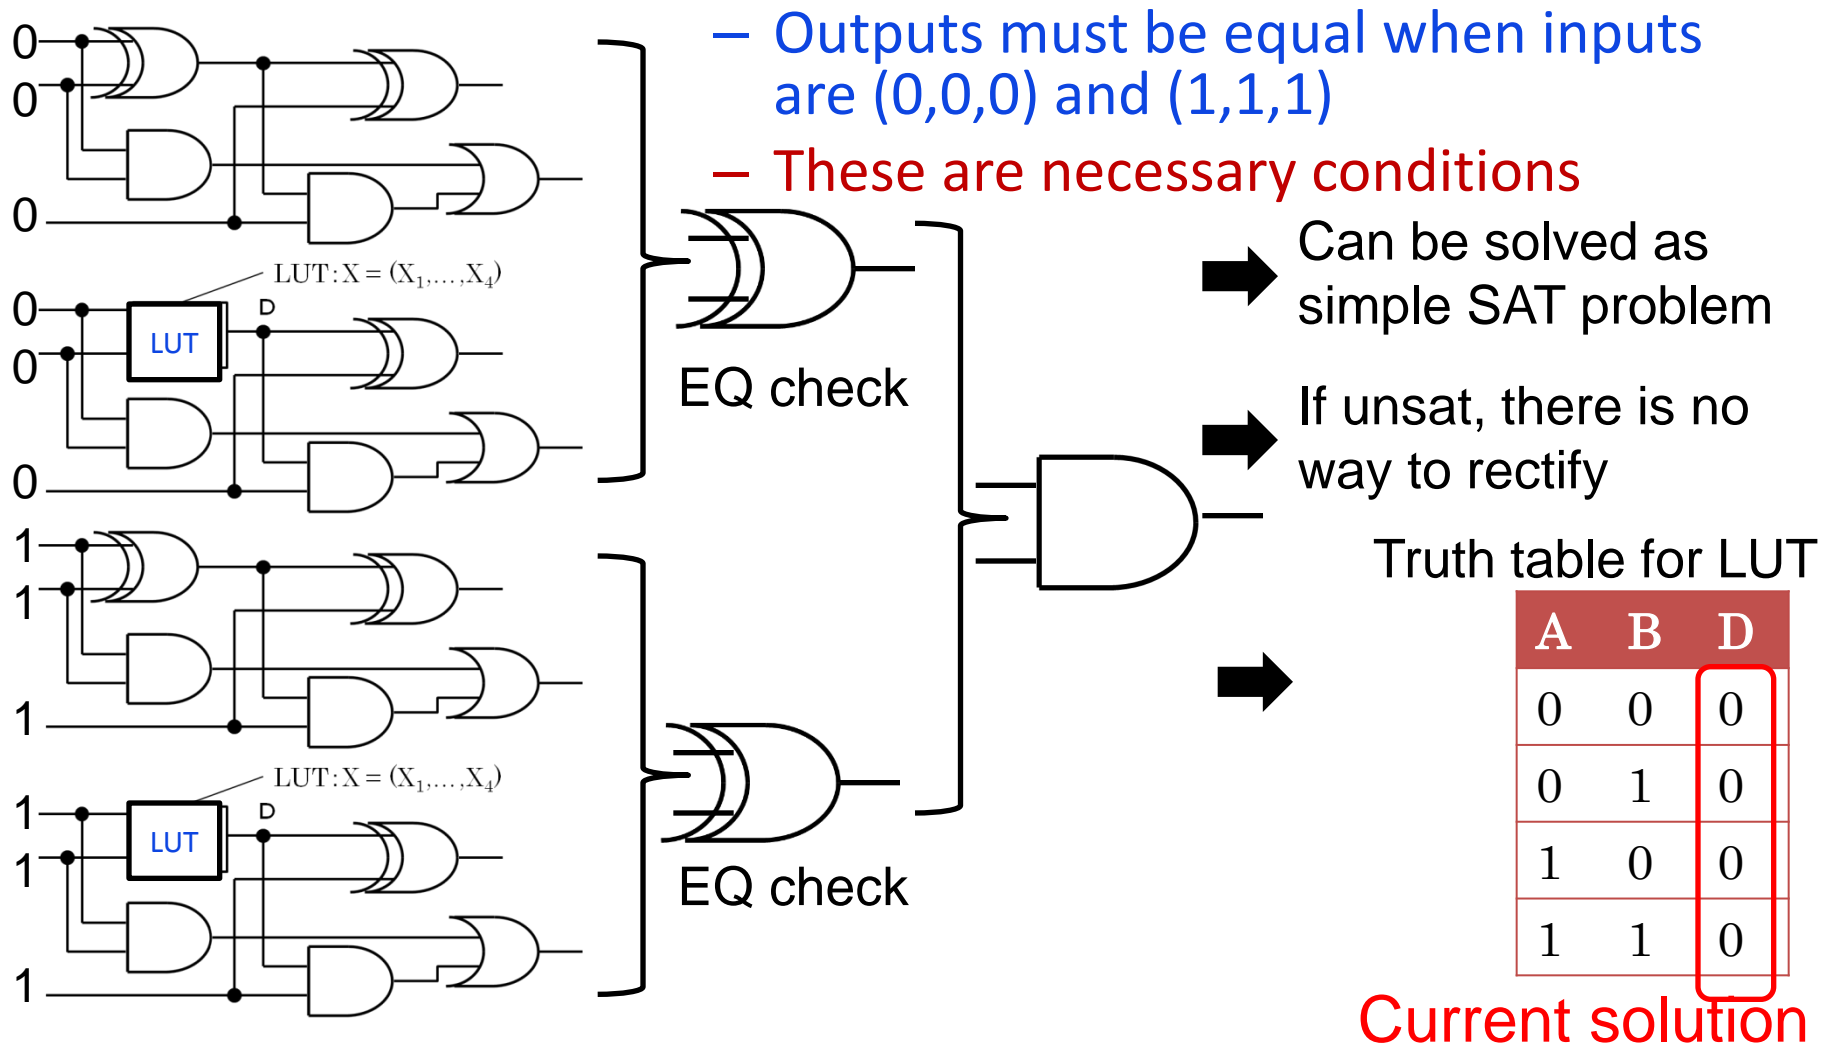 – Outputs must be equal when inputs
are (0,0,0) and (1,1,1)
– These are necessary conditions
0
0
0
LUT:X = (X₁,...,X₄)
0
0
LUT
D
0
EQ check
1
1
1
LUT:X = (X₁,...,X₄)
1
1
LUT
D
1
EQ check
Can be solved as
simple SAT problem
If unsat, there is no
way to rectify
Truth table for LUT
A B D
0 0 0
0 1 0
1 0 0
1 1 0
Current solution